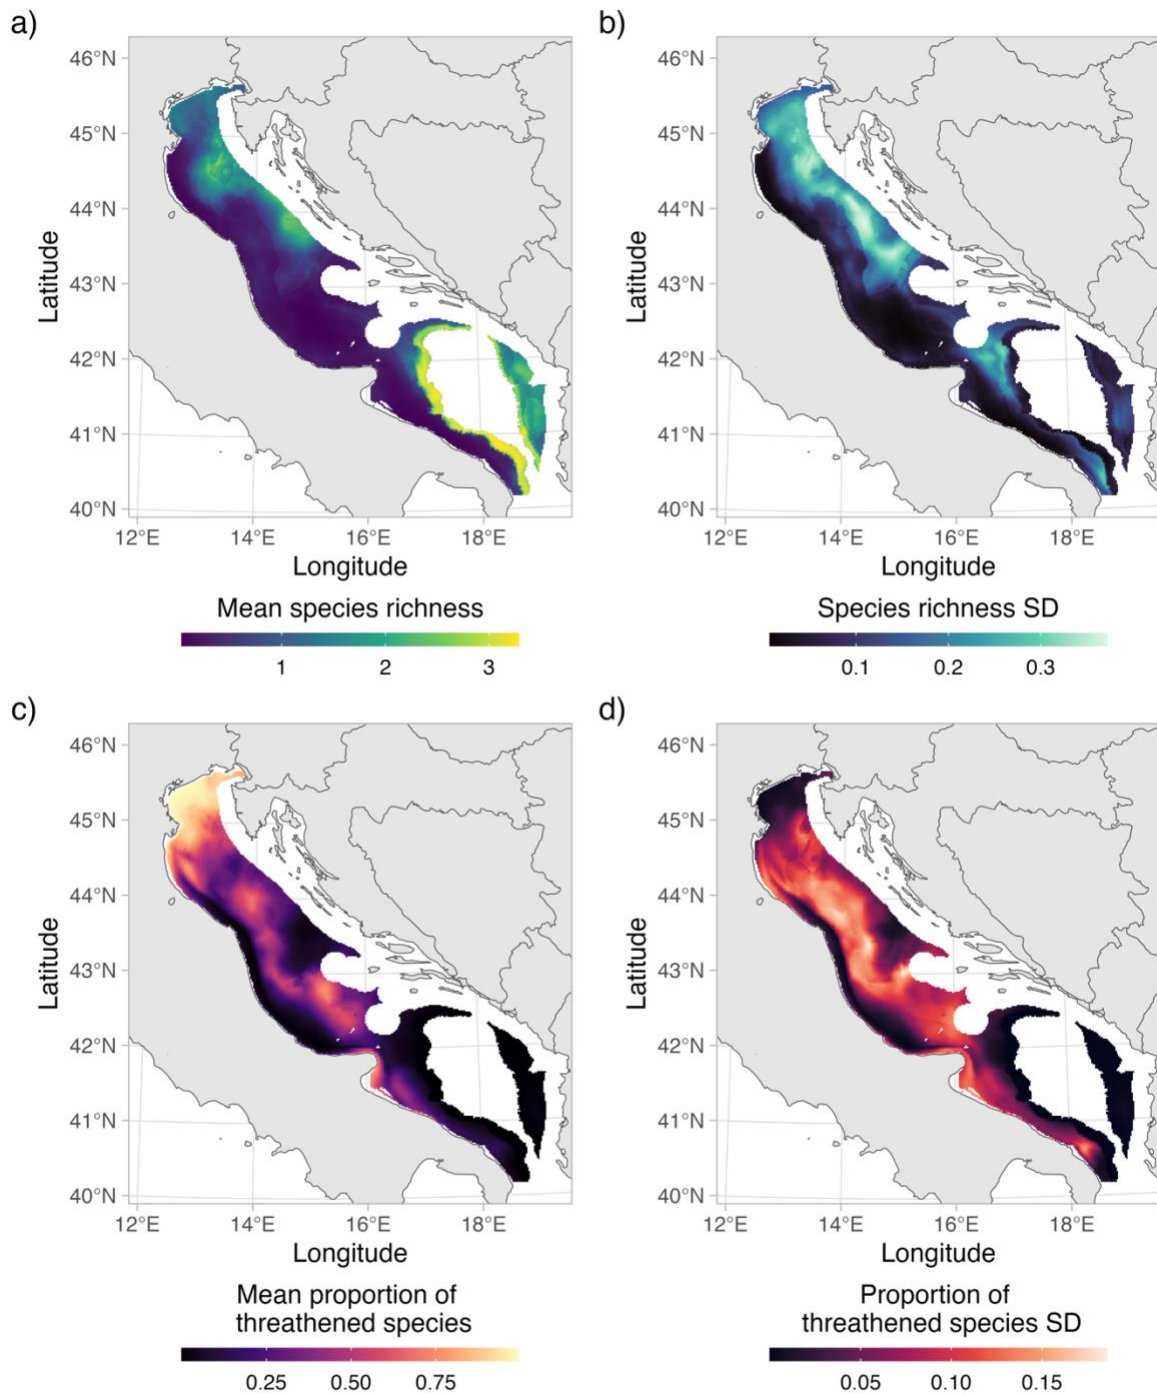 a)
46°N
45°N
44°N
43°N
42°N
41°N
40°N
Latitude
12°E 14°E 16°E 18°E
Longitude
Mean species richness
1 2 3
b)
46°N
45°N
44°N
43°N
42°N
41°N
40°N
Latitude
12°E 14°E 16°E 18°E
Longitude
Species richness SD
0.1 0.2 0.3
c)
46°N
45°N
44°N
43°N
42°N
41°N
40°N
Latitude
12°E 14°E 16°E 18°E
Longitude
Mean proportion of
threathened species
0.25 0.50 0.75
d)
46°N
45°N
44°N
43°N
42°N
41°N
40°N
Latitude
12°E 14°E 16°E 18°E
Longitude
Proportion of
threathened species SD
0.05 0.10 0.15